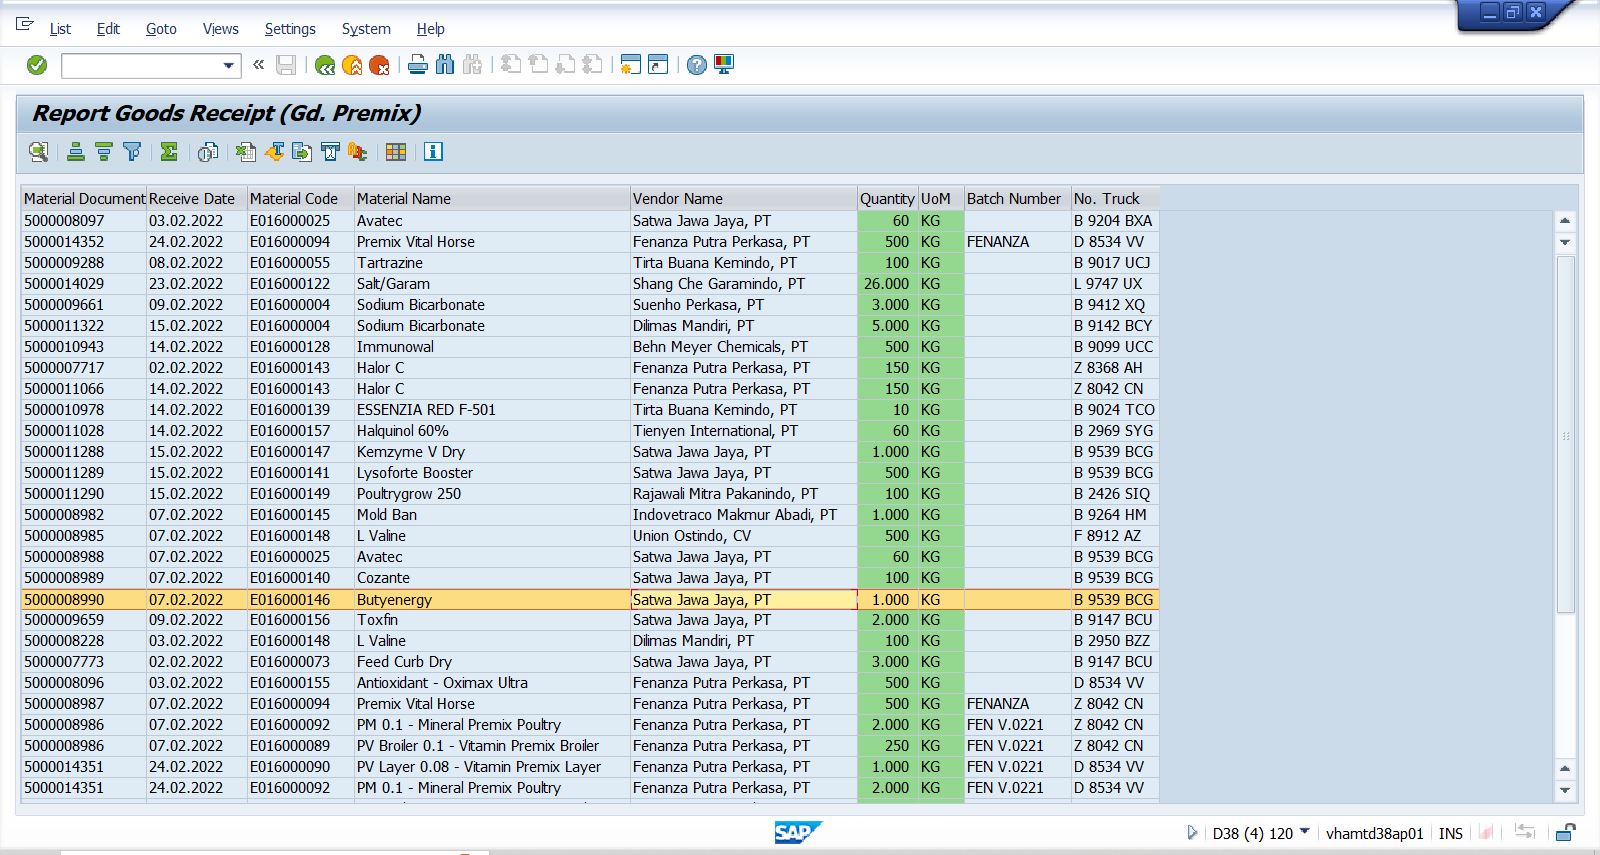 List Edit Goto Views Settings System Help
Report Goods Receipt (Gd. Premix)
Material Document Receive Date Material Code Material Name Vendor Name Quantity UoM Batch Number No. Truck
5000008097 03.02.2022 E016000025 Avatec Satwa Jawa Jaya, PT 60 KG B 9204 BXA
5000014352 24.02.2022 E016000094 Premix Vital Horse Fenanza Putra Perkasa, PT 500 KG FENANZA D 8534 VV
5000009288 08.02.2022 E016000055 Tartrazine Tirta Buana Kemindo, PT 100 KG B 9017 UCJ
5000014029 23.02.2022 E016000122 Salt/Garam Shang Che Garamindo, PT 26.000 KG L 9747 UX
5000009661 09.02.2022 E016000004 Sodium Bicarbonate Suenho Perkasa, PT 3.000 KG B 9412 XQ
5000011322 15.02.2022 E016000004 Sodium Bicarbonate Dilimas Mandiri, PT 5.000 KG B 9142 BCY
5000010943 14.02.2022 E016000128 Immunowal Behn Meyer Chemicals, PT 500 KG B 9099 UCC
5000007717 02.02.2022 E016000143 Halor C Fenanza Putra Perkasa, PT 150 KG Z 8368 AH
5000011066 14.02.2022 E016000143 Halor C Fenanza Putra Perkasa, PT 150 KG Z 8042 CN
5000010978 14.02.2022 E016000139 ESSENZIA RED F-501 Tirta Buana Kemindo, PT 10 KG B 9024 TCO
5000011028 14.02.2022 E016000157 Halquinol 60% Tienyen International, PT 60 KG B 2969 SYG
5000011288 15.02.2022 E016000147 Kemzyme V Dry Satwa Jawa Jaya, PT 1.000 KG B 9539 BCG
5000011289 15.02.2022 E016000141 Lysoforte Booster Satwa Jawa Jaya, PT 500 KG B 9539 BCG
5000011290 15.02.2022 E016000149 Poultrygrow 250 Rajawali Mitra Pakanindo, PT 100 KG B 2426 SIQ
5000008982 07.02.2022 E016000145 Mold Ban Indovetraco Makmur Abadi, PT 1.000 KG B 9264 HM
5000008985 07.02.2022 E016000148 L Valine Union Ostindo, CV 500 KG F 8912 AZ
5000008988 07.02.2022 E016000025 Avatec Satwa Jawa Jaya, PT 60 KG B 9539 BCG
5000008989 07.02.2022 E016000140 Cozante Satwa Jawa Jaya, PT 100 KG B 9539 BCG
5000008990 07.02.2022 E016000146 Butyenergy Satwa Jawa Jaya, PT 1.000 KG B 9539 BCG
5000009659 09.02.2022 E016000156 Toxfin Satwa Jawa Jaya, PT 2.000 KG B 9147 BCU
5000008228 03.02.2022 E016000148 L Valine Dilimas Mandiri, PT 100 KG B 2950 BZZ
5000007773 02.02.2022 E016000073 Feed Curb Dry Satwa Jawa Jaya, PT 3.000 KG B 9147 BCU
5000008096 03.02.2022 E016000155 Antioxidant - Oximax Ultra Fenanza Putra Perkasa, PT 500 KG D 8534 VV
5000008987 07.02.2022 E016000094 Premix Vital Horse Fenanza Putra Perkasa, PT 500 KG FENANZA Z 8042 CN
5000008986 07.02.2022 E016000092 PM 0.1 - Mineral Premix Poultry Fenanza Putra Perkasa, PT 2.000 KG FEN V.0221 Z 8042 CN
5000008986 07.02.2022 E016000089 PV Broiler 0.1 - Vitamin Premix Broiler Fenanza Putra Perkasa, PT 250 KG FEN V.0221 Z 8042 CN
5000014351 24.02.2022 E016000090 PV Layer 0.08 - Vitamin Premix Layer Fenanza Putra Perkasa, PT 1.000 KG FEN V.0221 D 8534 VV
5000014351 24.02.2022 E016000092 PM 0.1 - Mineral Premix Poultry Fenanza Putra Perkasa, PT 2.000 KG FEN V.0221 D 8534 VV
SAP D38 (4) 120 vhamtd38ap01 INS